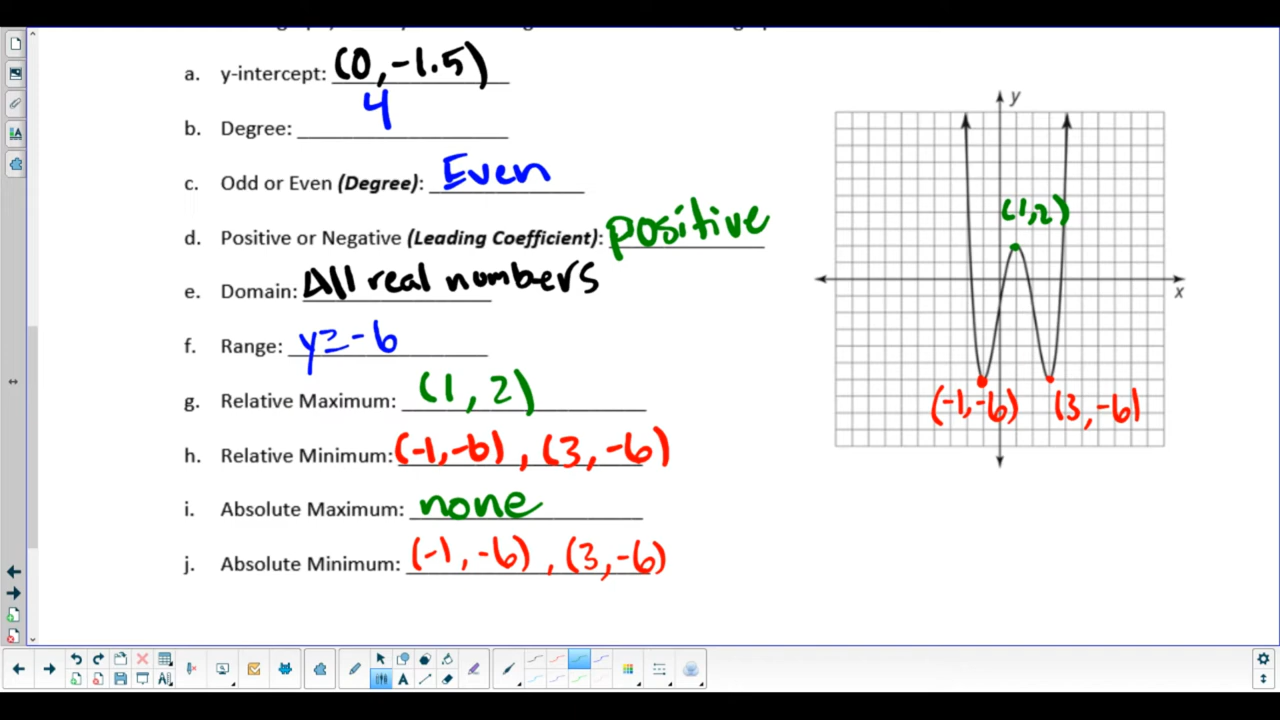 a. y-intercept: (0, -1.5)
b. Degree: 4
c. Odd or Even (Degree): Even
d. Positive or Negative (Leading Coefficient): positive
e. Domain: All real numbers
f. Range: y≥-6
g. Relative Maximum: (1, 2)
h. Relative Minimum: (-1, -6), (3, -6)
i. Absolute Maximum: none
j. Absolute Minimum: (-1, -6), (3, -6)
y
(1,2)
x
(-1,-6) (3,-6)